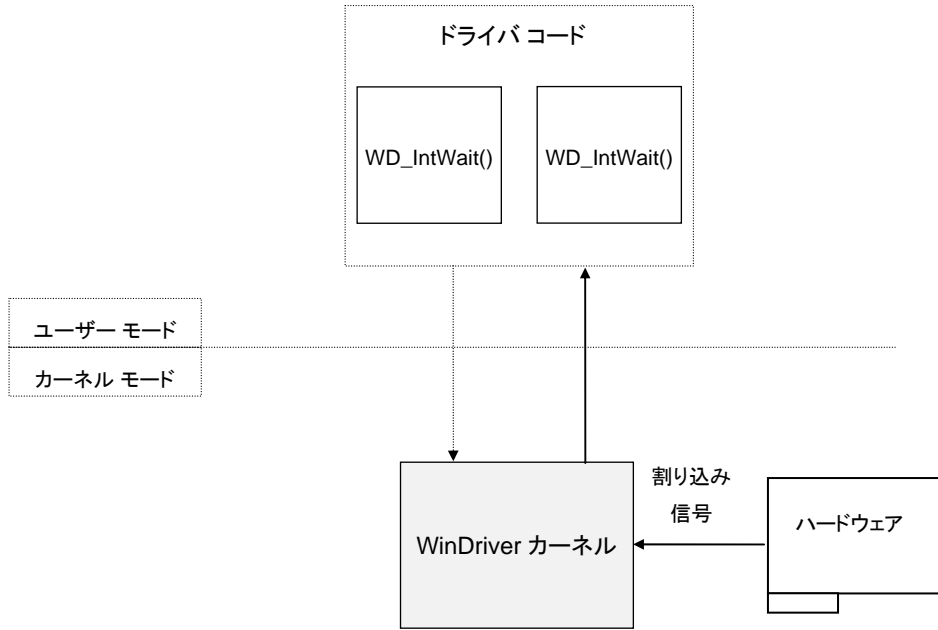 ドライバ コード
WD_IntWait()
WD_IntWait()
ユーザー モード
カーネル モード
割り込み
信号
WinDriver カーネル
ハードウェア